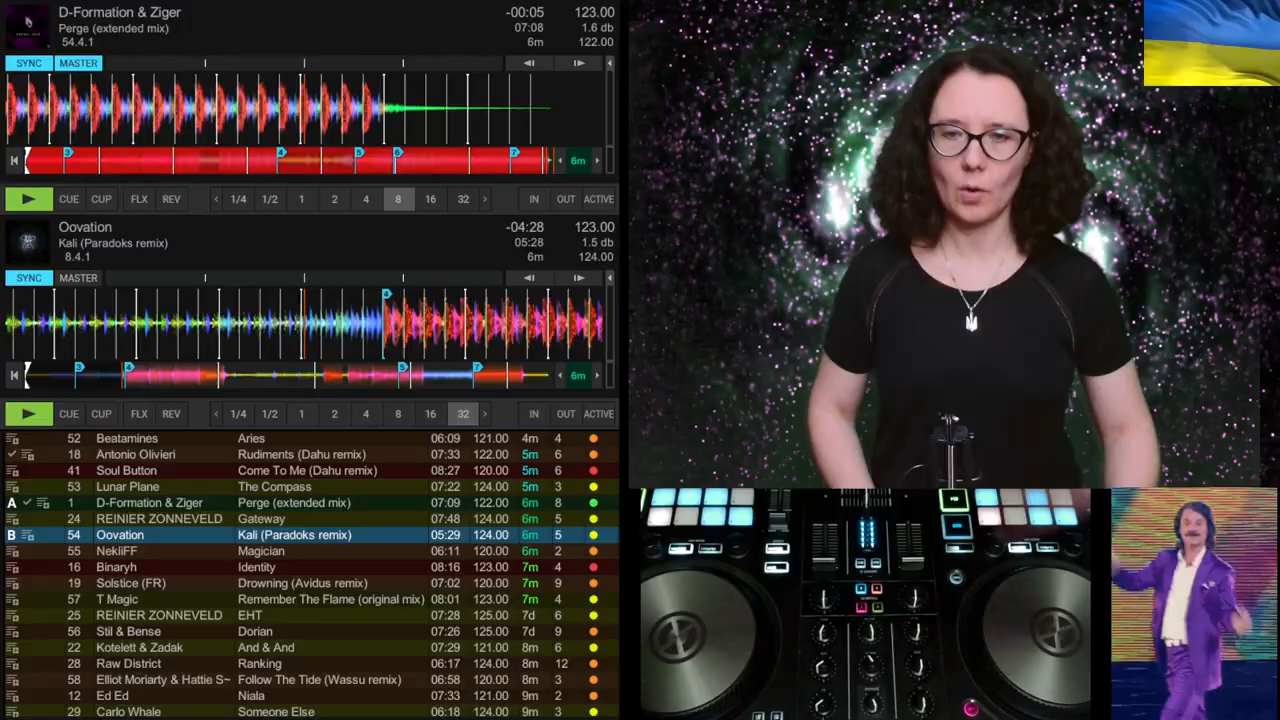 D-Formation & Ziger -00:05 123.00
Perge (extended mix) 07:08 1.6 db
54.4.1 6m 122.00
SYNC MASTER
3 4 5 6 7 6m
CUE CUP FLX REV 1/4 1/2 1 2 4 8 16 32 IN OUT ACTIVE
Oovation -04:28 123.00
Kali (Paradoks remix) 05:28 1.5 db
8.4.1 6m 124.00
SYNC MASTER
4
3 4 5 7 6m
CUE CUP FLX REV 1/4 1/2 1 2 4 8 16 32 IN OUT ACTIVE
52 Beatamines Aries 06:09 121.00 4m 4
18 Antonio Olivieri Rudiments (Dahu remix) 07:33 122.00 5m 6
41 Soul Button Come To Me (Dahu remix) 08:27 120.00 5m 6
53 Lunar Plane The Compass 07:22 124.00 5m 3
A 1 D-Formation & Ziger Perge (extended mix) 07:09 122.00 6m 8
24 REINIER ZONNEVELD Gateway 07:48 124.00 6m 5
B 54 Oovation Kali (Paradoks remix) 05:29 124.00 6m 5
55 NekliFF Magician 06:11 120.00 6m 2
16 Binaryh Identity 08:16 123.00 7m 4
19 Solstice (FR) Drowning (Avidus remix) 07:02 120.00 7m 9
57 T Magic Remember The Flame (original mix) 08:01 123.00 7m 4
25 REINIER ZONNEVELD EHT 07:28 125.00 7d 6
56 Stil & Bense Dorian 07:26 125.00 7d 9
22 Kotelett & Zadak And & And 07:29 121.00 8m 6
28 Raw District Ranking 06:17 124.00 8m 12
58 Elliot Moriarty & Hattie S~ Follow The Tide (Wassu remix) 06:58 120.00 8m 3
12 Ed Ed Niala 07:33 121.00 9m 2
29 Carlo Whale Someone Else 06:18 124.00 9m 3